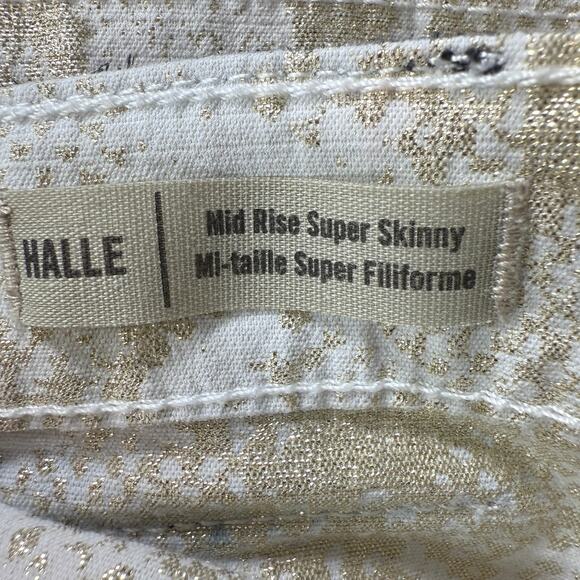 HALLE
Mid Rise Super Skinny
Mi-taille Super Filiforme